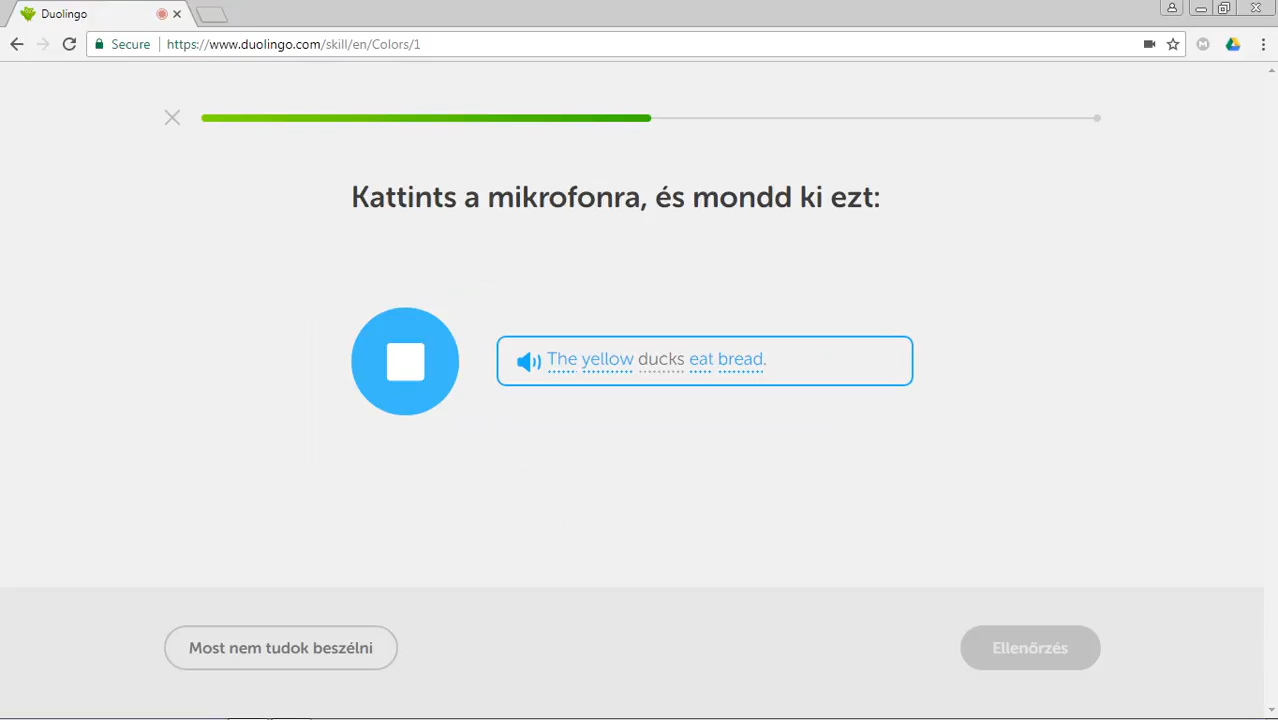 Duolingo
Secure https://www.duolingo.com/skill/en/Colors/1
Kattints a mikrofonra, és mondd ki ezt:
The yellow ducks eat bread.
Most nem tudok beszélni
Ellenőrzés